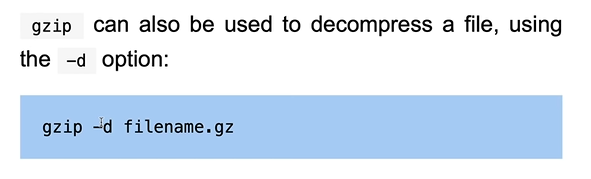 gzip can also be used to decompress a file, using
the -d option:
gzip -d filename.gz